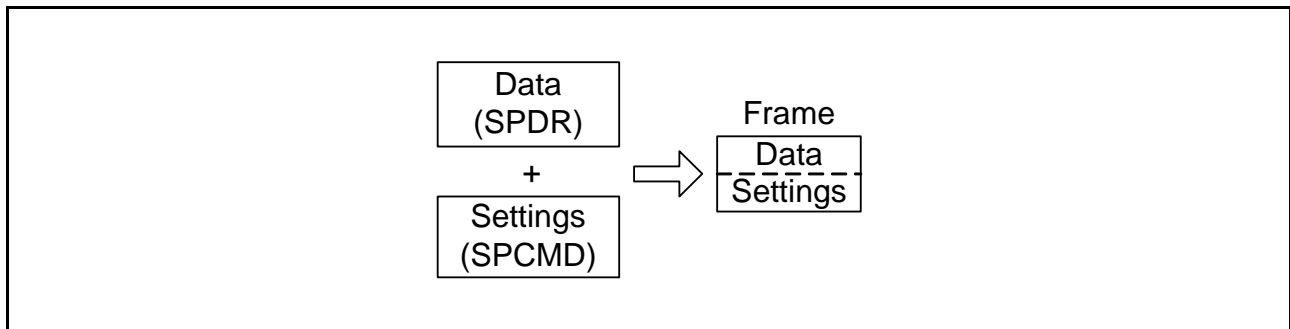 Data
(SPDR)
+
Settings
(SPCMD)
Frame
Data
Settings